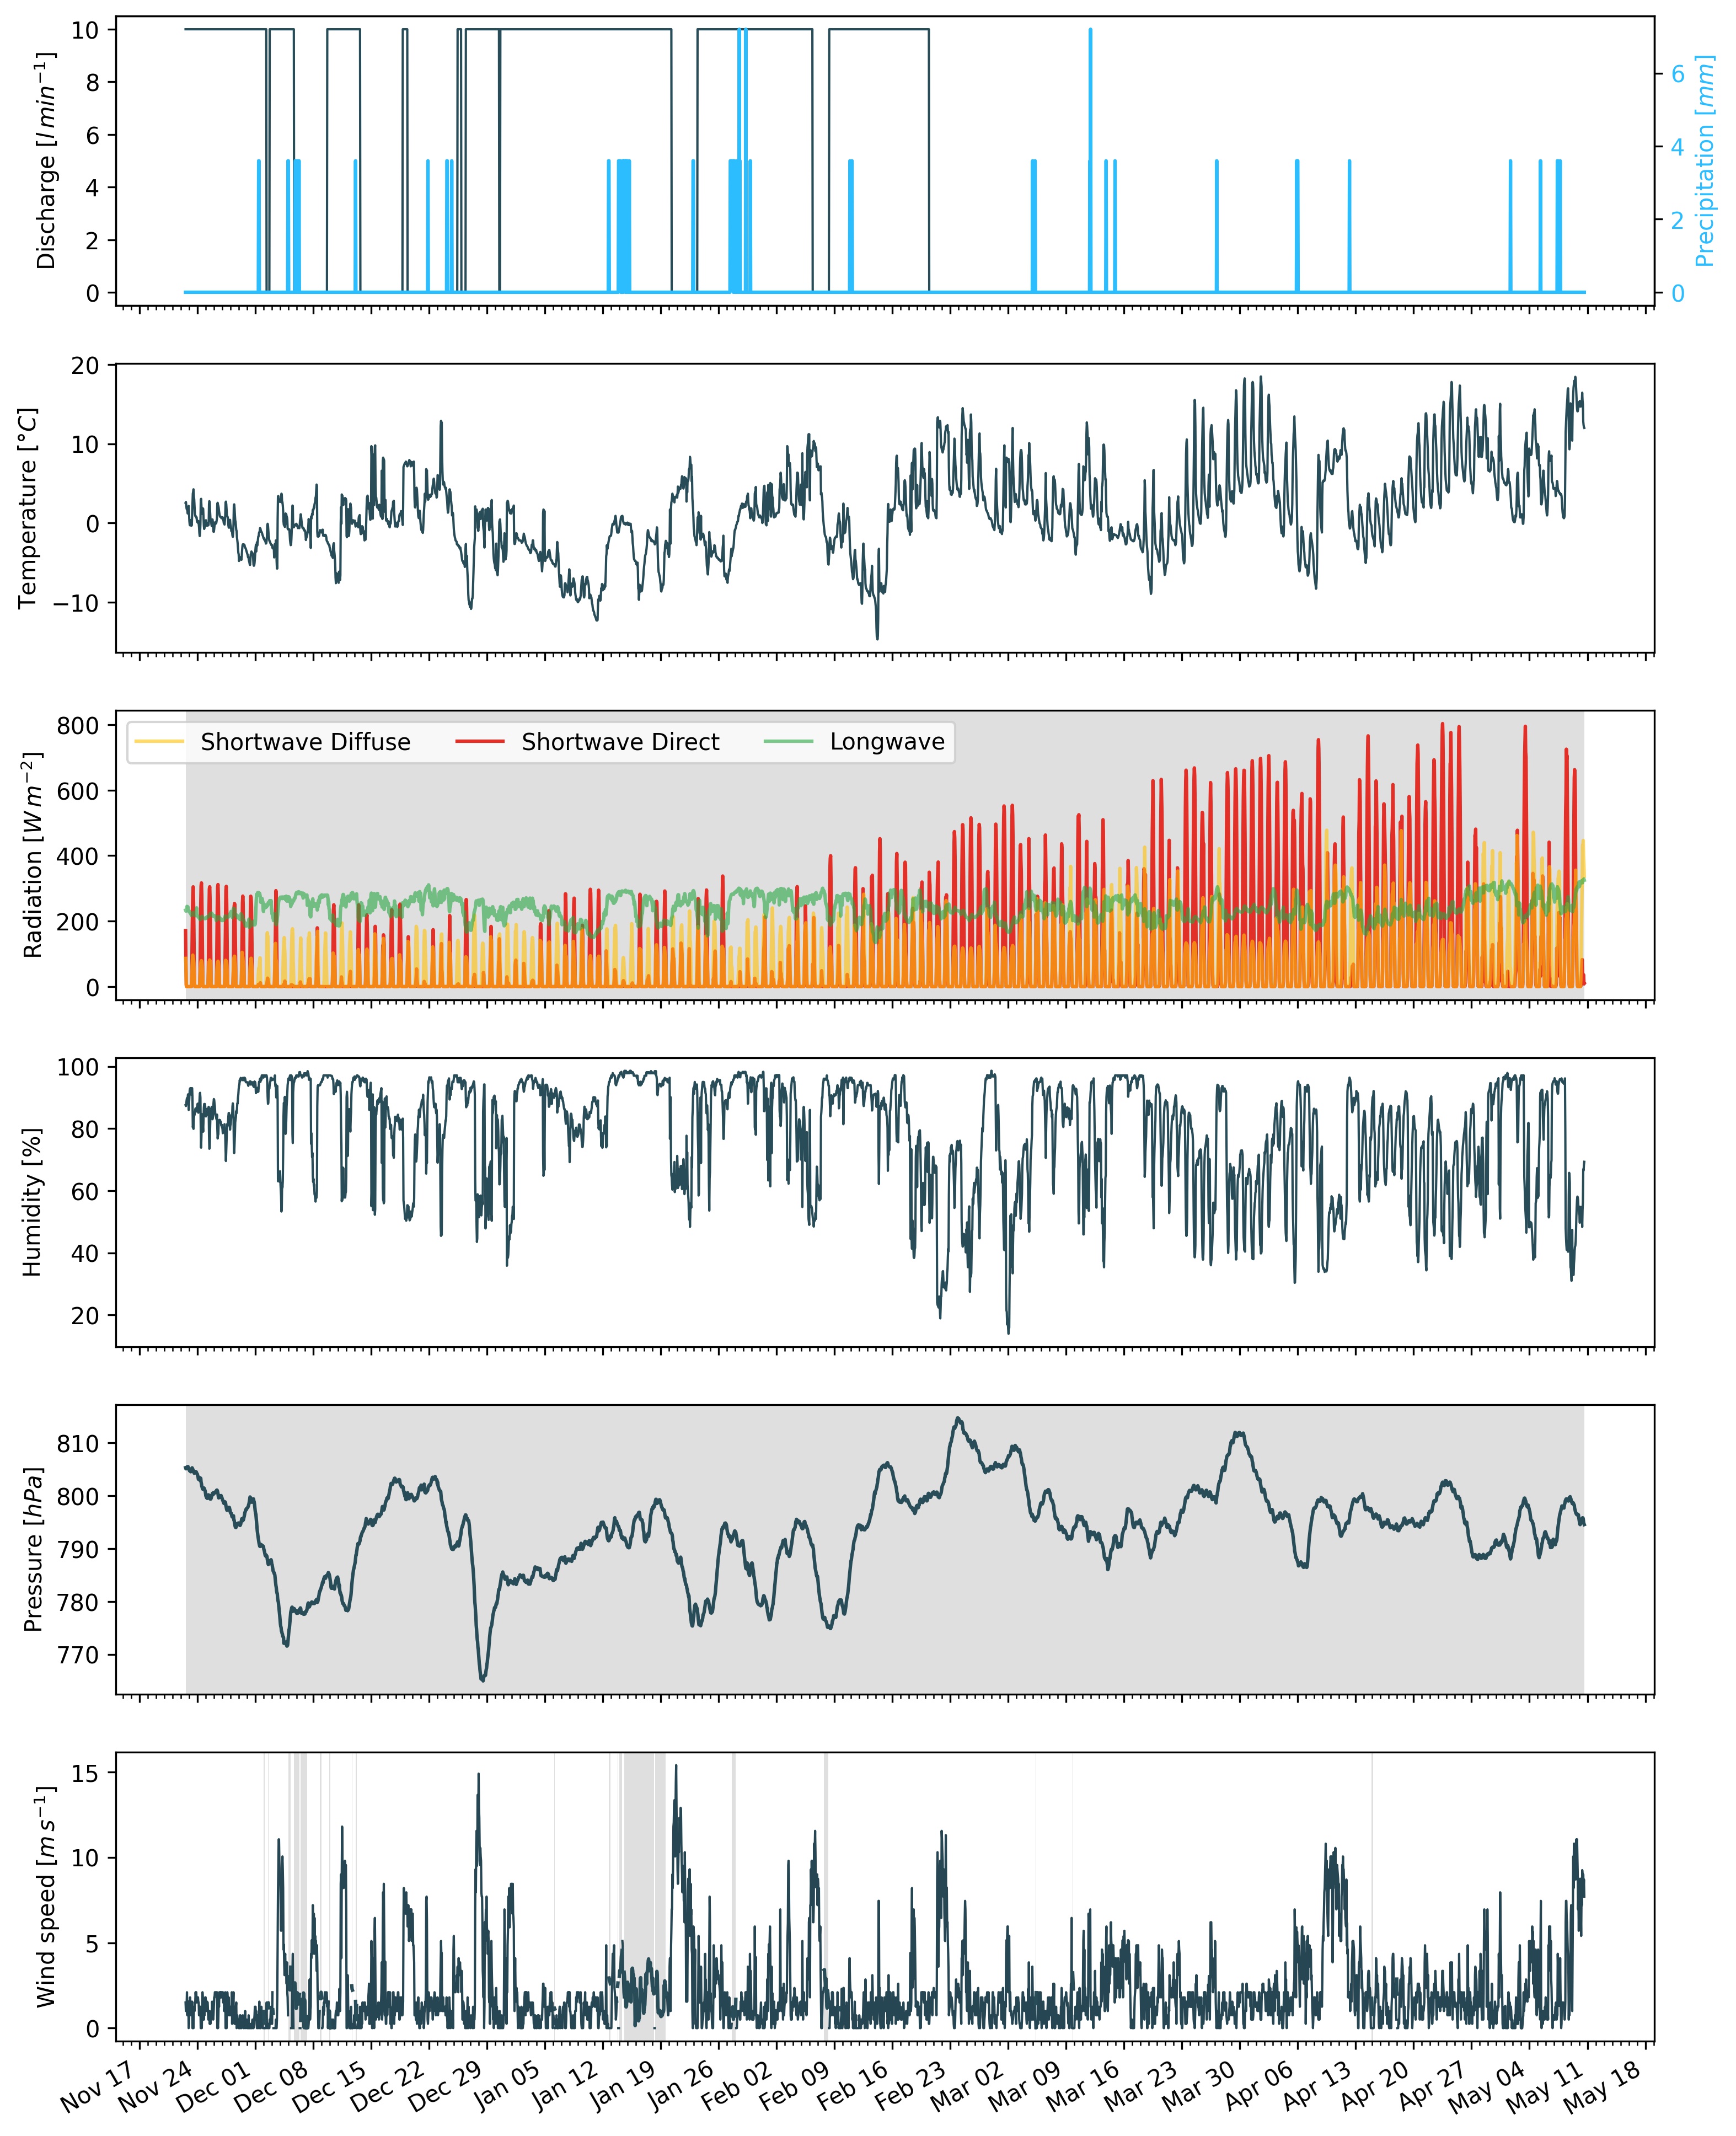 Discharge [l min⁻¹]
10
8
6
4
2
0
6
4
2
0
Precipitation [mm]
Temperature [°C]
20
10
0
−10
Radiation [W m⁻²]
800
600
400
200
0
Shortwave Diffuse
Shortwave Direct
Longwave
Humidity [%]
100
80
60
40
20
Pressure [hPa]
810
800
790
780
770
Wind speed [m s⁻¹]
15
10
5
0
Nov 17
Nov 24
Dec 01
Dec 08
Dec 15
Dec 22
Dec 29
Jan 05
Jan 12
Jan 19
Jan 26
Feb 02
Feb 09
Feb 16
Feb 23
Mar 02
Mar 09
Mar 16
Mar 23
Mar 30
Apr 06
Apr 13
Apr 20
Apr 27
May 04
May 11
May 18